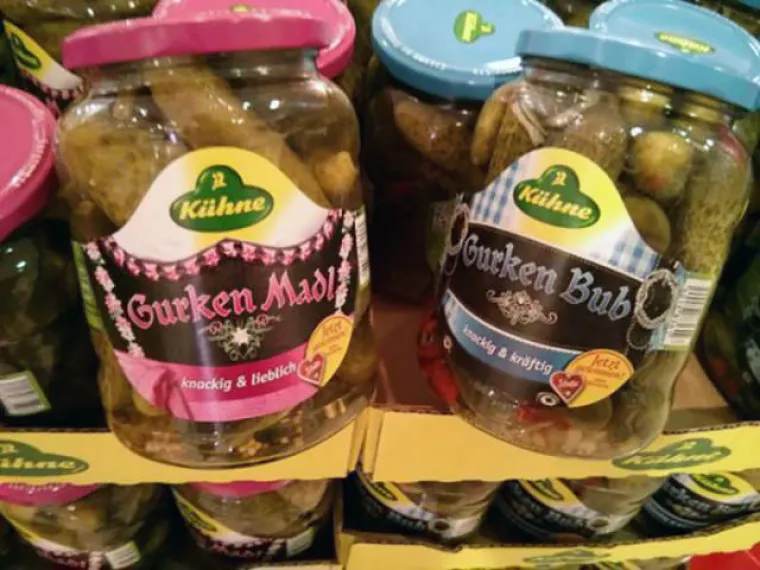 Kühne
Gurken Madl
knackig & lieblich
Jetzt
Kühne
Gurken Bub
knackig & kräftig
Jetzt
Kühne
Kühne